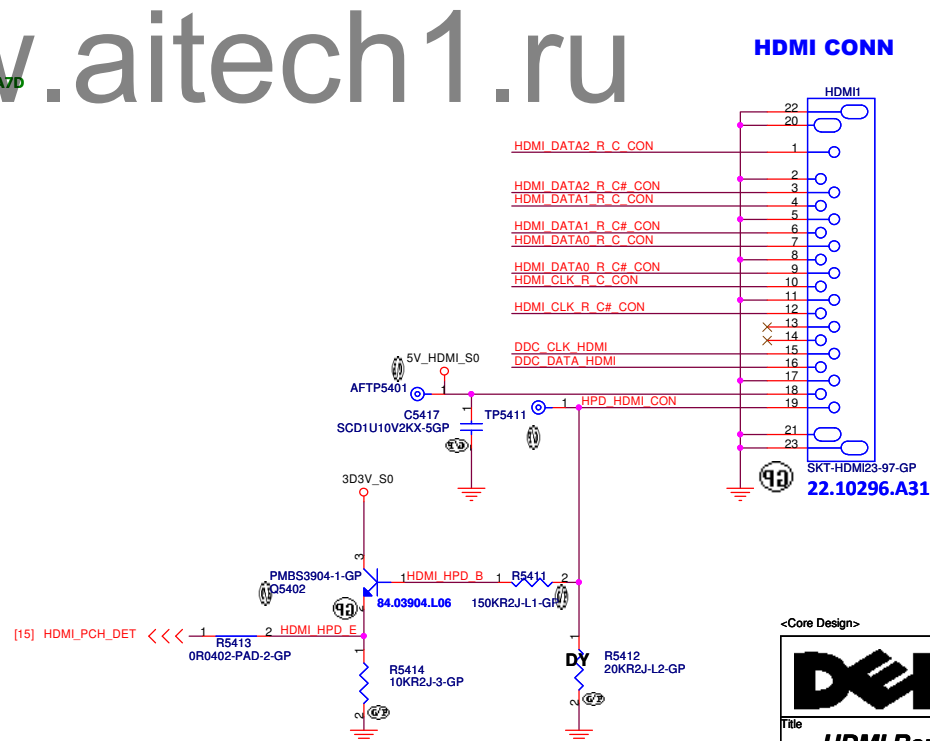 w.aitech1.ru
A7D
HDMI CONN
HDMI1
22
20
HDMI_DATA2_R_C_CON 1
2
HDMI_DATA2_R_C#_CON 3
HDMI_DATA1_R_C_CON 4
5
HDMI_DATA1_R_C#_CON 6
HDMI_DATA0_R_C_CON 7
8
HDMI_DATA0_R_C#_CON 9
HDMI_CLK_R_C_CON 10
11
HDMI_CLK_R_C#_CON 12
13
14
DDC_CLK_HDMI 15
DDC_DATA_HDMI 16
17
5V_HDMI_S0
AFTP5401 1 18
TP5411 1 HPD_HDMI_CON 19
C5417 1
SCD1U10V2KX-5GP
21
23
SKT-HDMI23-97-GP
22.10296.A31
3D3V_S0
3
PMBS3904-1-GP
Q5402
1 HDMI_HPD_B 1 R5411 2
84.03904.L06 150KR2J-L1-GP
[15] HDMI_PCH_DET 1 2 HDMI_HPD_E
R5413
0R0402-PAD-2-GP
1
R5414
10KR2J-3-GP
2
1
DY R5412
20KR2J-L2-GP
2
<Core Design>
DE
Title